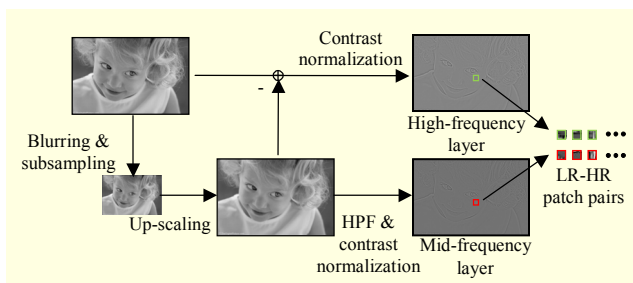 Contrast
normalization
-
High-frequency
layer
Blurring &
subsampling
Up-scaling
HPF &
contrast
normalization
Mid-frequency
layer
LR-HR
patch pairs